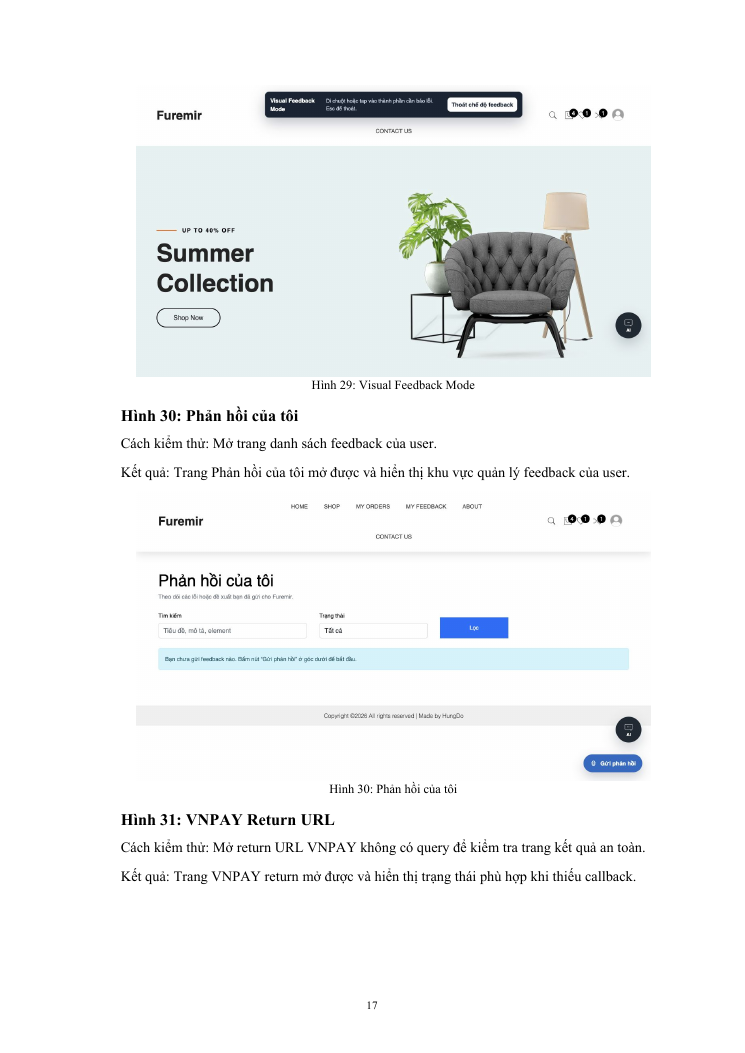 Visual Feedback Mode
Di chuột hoặc tap vào thành phần cần báo lỗi. Esc để thoát.
Thoát chế độ feedback
Furemir
4 1 1
CONTACT US
UP TO 40% OFF
Summer
Collection
Shop Now
AI
Hình 29: Visual Feedback Mode
Hình 30: Phản hồi của tôi
Cách kiểm thử: Mở trang danh sách feedback của user.
Kết quả: Trang Phản hồi của tôi mở được và hiển thị khu vực quản lý feedback của user.
HOME SHOP MY ORDERS MY FEEDBACK ABOUT
Furemir
4 1 1
CONTACT US
Phản hồi của tôi
Theo dõi các lỗi hoặc đề xuất bạn đã gửi cho Furemir.
Tìm kiếm Trạng thái
Tiêu đề, mô tả, element Tất cả Lọc
Bạn chưa gửi feedback nào. Bấm nút "Gửi phản hồi" ở góc dưới để bắt đầu.
Copyright ©2026 All rights reserved | Made by HungDo
AI
0 Gửi phản hồi
Hình 30: Phản hồi của tôi
Hình 31: VNPAY Return URL
Cách kiểm thử: Mở return URL VNPAY không có query để kiểm tra trang kết quả an toàn.
Kết quả: Trang VNPAY return mở được và hiển thị trạng thái phù hợp khi thiếu callback.
17